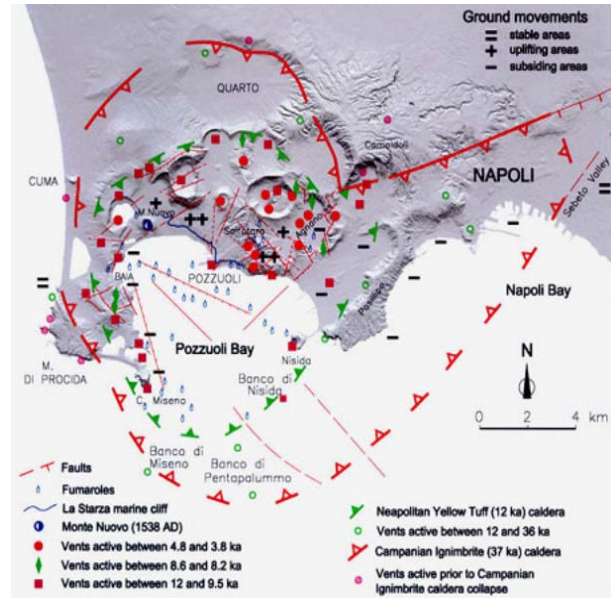 Ground movements
stable areas
uplifting areas
subsiding areas
QUARTO
Camaldoli
NAPOLI
CUMA
M. Nuovo
Solfatara
Agnano
Sebeto Valley
BAIA
POZZUOLI
Posillipo
Napoli Bay
Pozzuoli Bay
Nisida
M.
DI PROCIDA
C. Miseno
Banco di
Nisida
N
Banco di
Miseno
Banco di
Pentapalummo
0 2 4 km
Faults
Fumaroles
La Starza marine cliff
Monte Nuovo (1538 AD)
Vents active between 4.8 and 3.8 ka
Vents active between 8.6 and 8.2 ka
Vents active between 12 and 9.5 ka
Neapolitan Yellow Tuff (12 ka) caldera
Vents active between 12 and 36 ka
Campanian Ignimbrite (37 ka) caldera
Vents active prior to Campanian
Ignimbrite caldera collapse